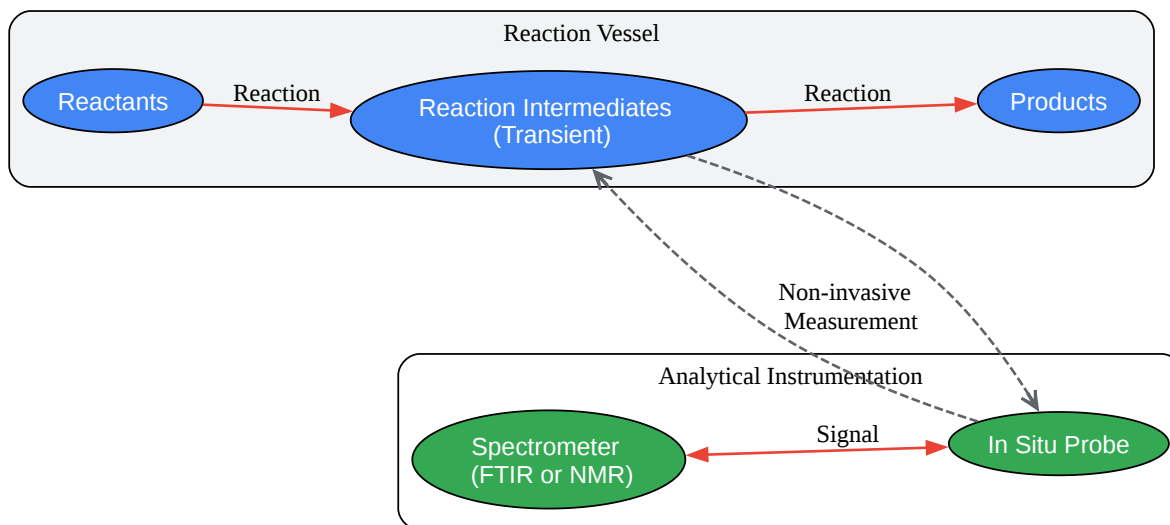 Reaction Vessel
Reactants
Reaction
Reaction Intermediates
(Transient)
Reaction
Products
Non-invasive
Measurement
Analytical Instrumentation
Spectrometer
(FTIR or NMR)
Signal
In Situ Probe